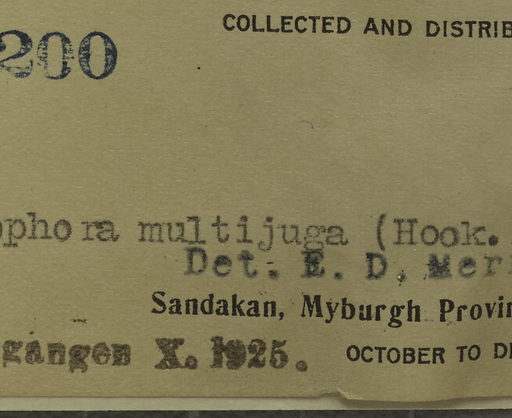 COLLECTED AND DISTRIB
200
ophora multijuga (Hook.
Det. E. D. Mer
Sandakan, Myburgh Provin
gangen X. 1925.
OCTOBER TO D